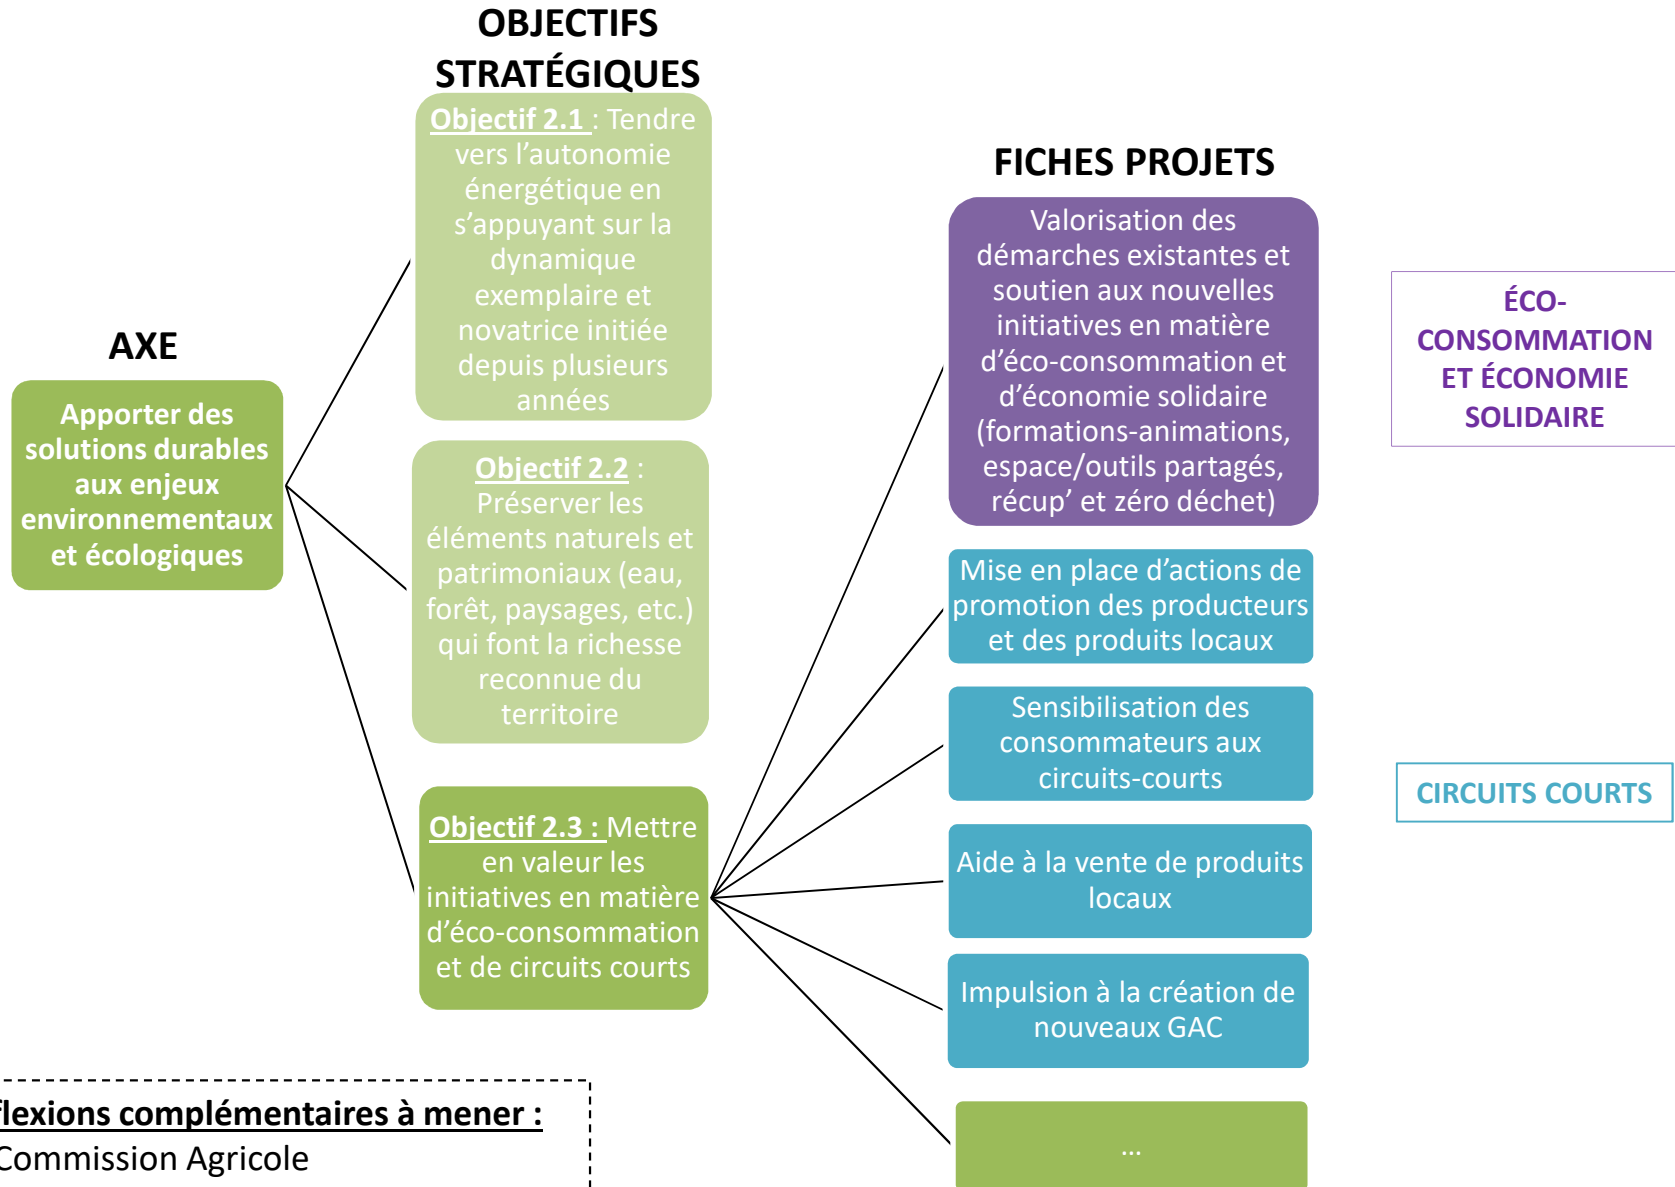 OBJECTIFS
STRATÉGIQUES
AXE
Apporter des
solutions durables
aux enjeux
environnementaux
et écologiques
Objectif 2.1 : Tendre
vers l’autonomie
énergétique en
s’appuyant sur la
dynamique
exemplaire et
novatrice initiée
depuis plusieurs
années
Objectif 2.2 :
Préserver les
éléments naturels et
patrimoniaux (eau,
forêt, paysages, etc.)
qui font la richesse
reconnue du
territoire
Objectif 2.3 : Mettre
en valeur les
initiatives en matière
d’éco-consommation
et de circuits courts
FICHES PROJETS
Valorisation des
démarches existantes et
soutien aux nouvelles
initiatives en matière
d’éco-consommation et
d’économie solidaire
(formations-animations,
espace/outils partagés,
récup’ et zéro déchet)
Mise en place d’actions de
promotion des producteurs
et des produits locaux
Sensibilisation des
consommateurs aux
circuits-courts
Aide à la vente de produits
locaux
Impulsion à la création de
nouveaux GAC
...
ÉCO-
CONSOMMATION
ET ÉCONOMIE
SOLIDAIRE
CIRCUITS COURTS
flexions complémentaires à mener :
Commission Agricole